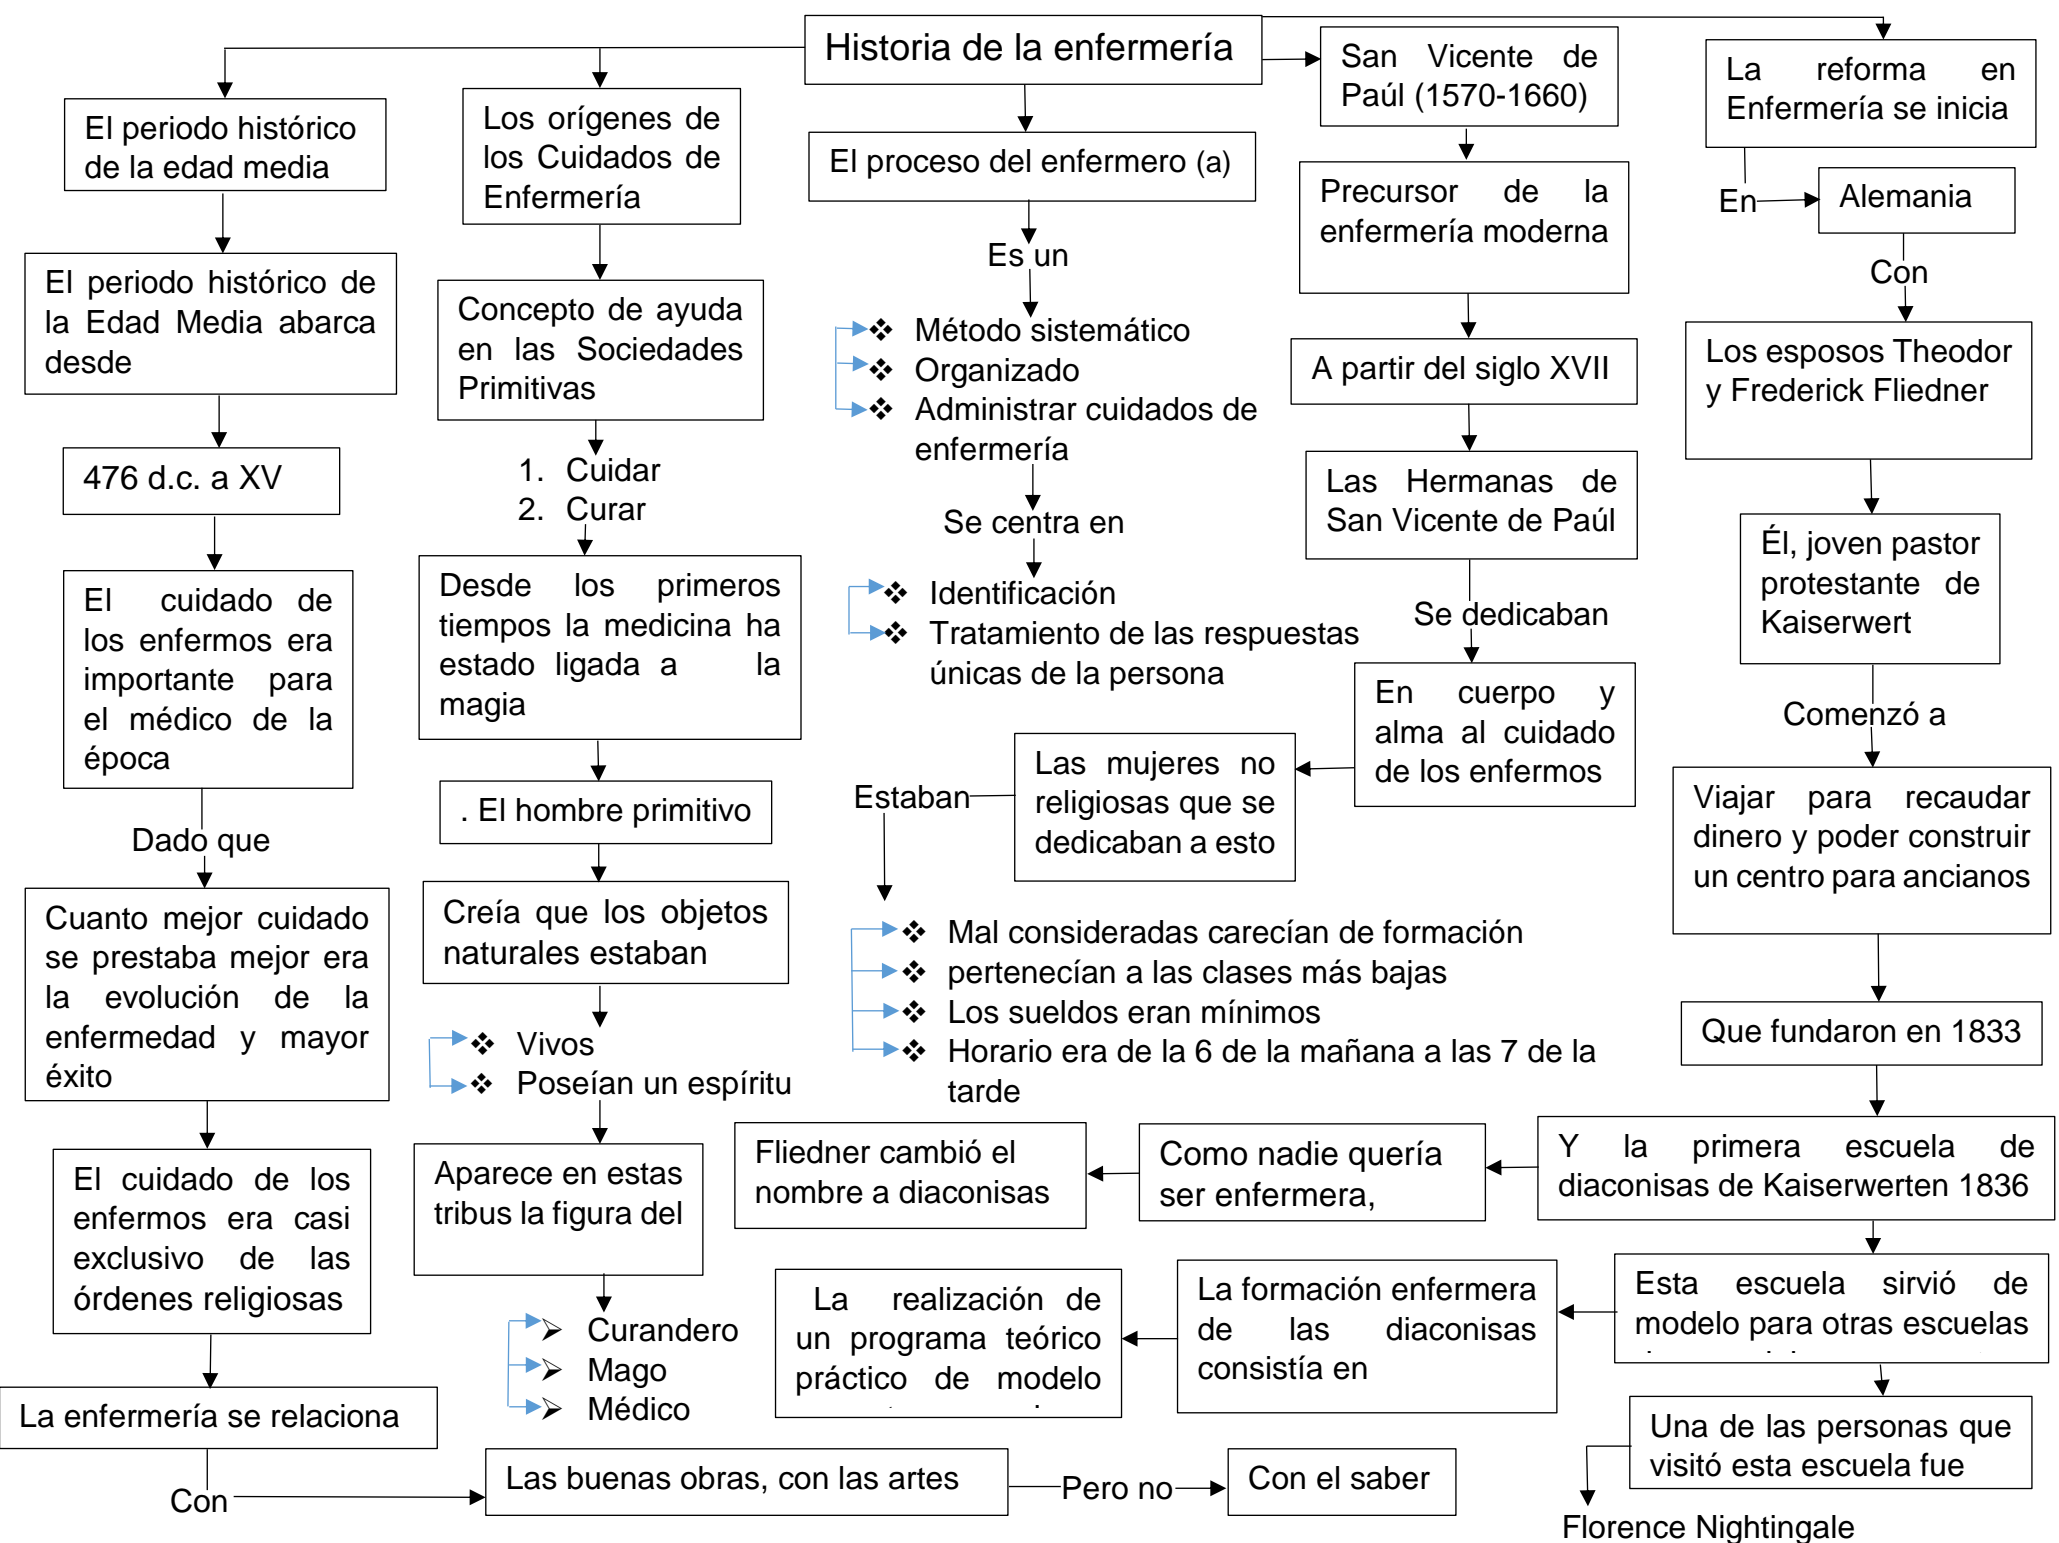 Historia de la enfermería
El periodo histórico
de la edad media
El periodo histórico de
la Edad Media abarca
desde
476 d.c. a XV
El cuidado de
los enfermos era
importante para
el médico de la
época
Dado que
Cuanto mejor cuidado
se prestaba mejor era
la evolución de la
enfermedad y mayor
éxito
El cuidado de los
enfermos era casi
exclusivo de las
órdenes religiosas
La enfermería se relaciona
Con
Las buenas obras, con las artes
Pero no
Con el saber
Los orígenes de
los Cuidados de
Enfermería
Concepto de ayuda
en las Sociedades
Primitivas
1. Cuidar
2. Curar
Desde los primeros
tiempos la medicina ha
estado ligada a la
magia
. El hombre primitivo
Creía que los objetos
naturales estaban
❖ Vivos
❖ Poseían un espíritu
Aparece en estas
tribus la figura del
➢ Curandero
➢ Mago
➢ Médico
El proceso del enfermero (a)
Es un
❖ Método sistemático
❖ Organizado
❖ Administrar cuidados de
enfermería
Se centra en
❖ Identificación
❖ Tratamiento de las respuestas
únicas de la persona
San Vicente de
Paúl (1570-1660)
Precursor de la
enfermería moderna
A partir del siglo XVII
Las Hermanas de
San Vicente de Paúl
Se dedicaban
En cuerpo y
alma al cuidado
de los enfermos
Las mujeres no
religiosas que se
dedicaban a esto
Estaban
❖ Mal consideradas carecían de formación
❖ pertenecían a las clases más bajas
❖ Los sueldos eran mínimos
❖ Horario era de la 6 de la mañana a las 7 de la
tarde
La reforma en
Enfermería se inicia
En
Alemania
Con
Los esposos Theodor
y Frederick Fliedner
Él, joven pastor
protestante de
Kaiserwert
Comenzó a
Viajar para recaudar
dinero y poder construir
un centro para ancianos
Que fundaron en 1833
Y la primera escuela de
diaconisas de Kaiserwerten 1836
Como nadie quería
ser enfermera,
Fliedner cambió el
nombre a diaconisas
Esta escuela sirvió de
modelo para otras escuelas
La formación enfermera
de las diaconisas
consistía en
La realización de
un programa teórico
práctico de modelo
Una de las personas que
visitó esta escuela fue
Florence Nightingale